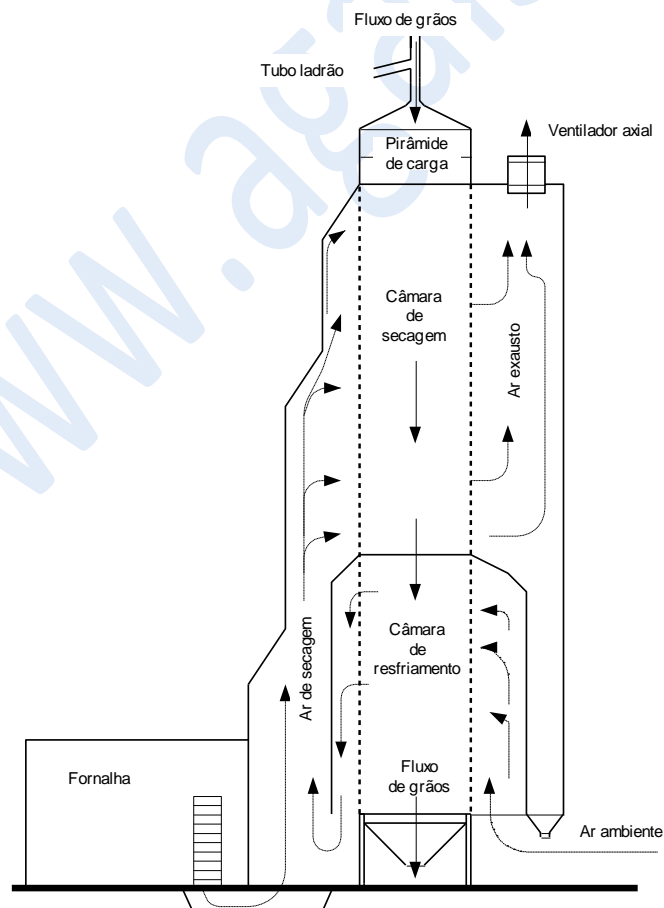 Fluxo de grãos
Tubo ladrão
Ventilador axial
Pirâmide
de carga
Câmara
de
secagem
Ar exausto
Ar de secagem
Câmara
de
resfriamento
Fornalha
Fluxo
de grãos
Ar ambiente